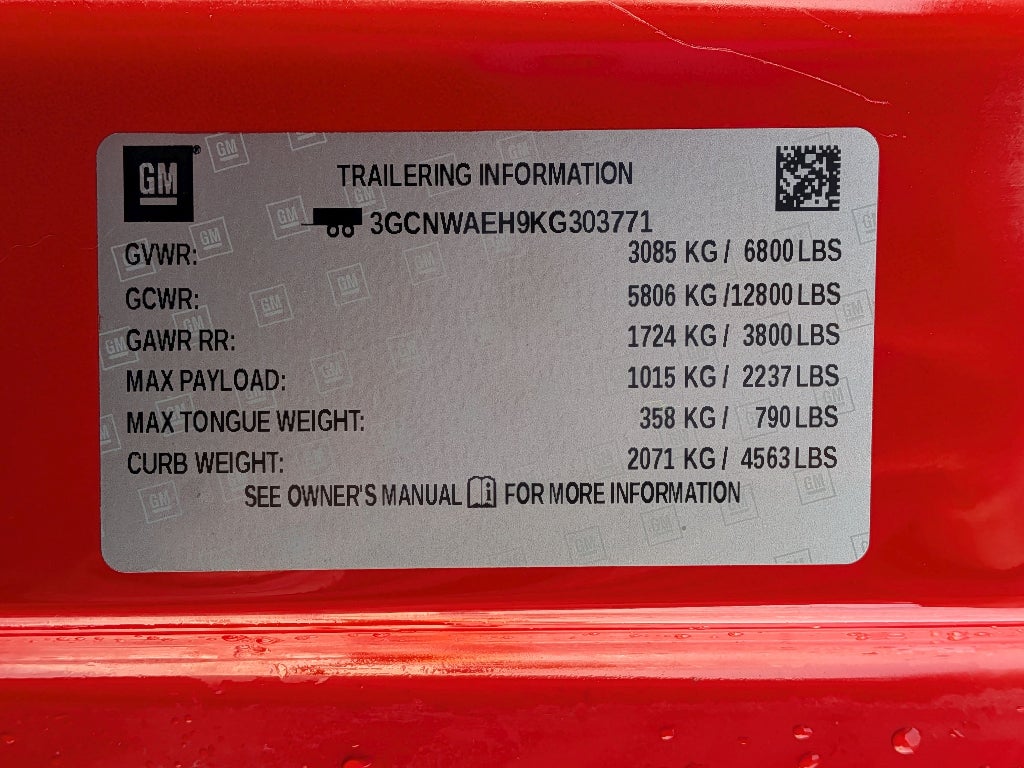 GM ®
TRAILERING INFORMATION
3GCNWAEH9KG303771
GVWR: 3085 KG / 6800 LBS
GCWR: 5806 KG /12800 LBS
GAWR RR: 1724 KG / 3800 LBS
MAX PAYLOAD: 1015 KG / 2237 LBS
MAX TONGUE WEIGHT: 358 KG / 790 LBS
CURB WEIGHT: 2071 KG / 4563 LBS
SEE OWNER'S MANUAL FOR MORE INFORMATION